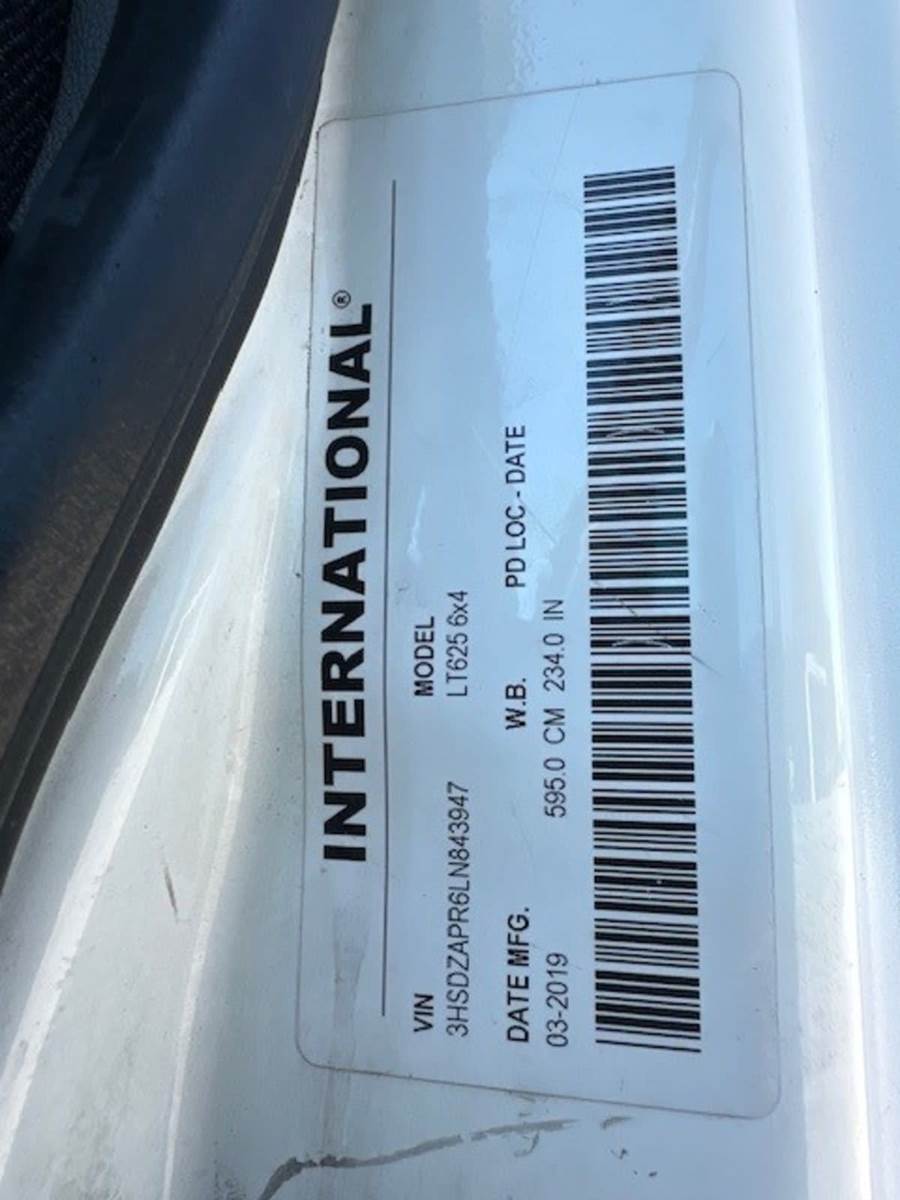 INTERNATIONAL®
VIN MODEL
3HSDZAPR6LN843947 LT625 6x4
DATE MFG. W.B. PD LOC - DATE
03-2019 595.0 CM 234.0 IN